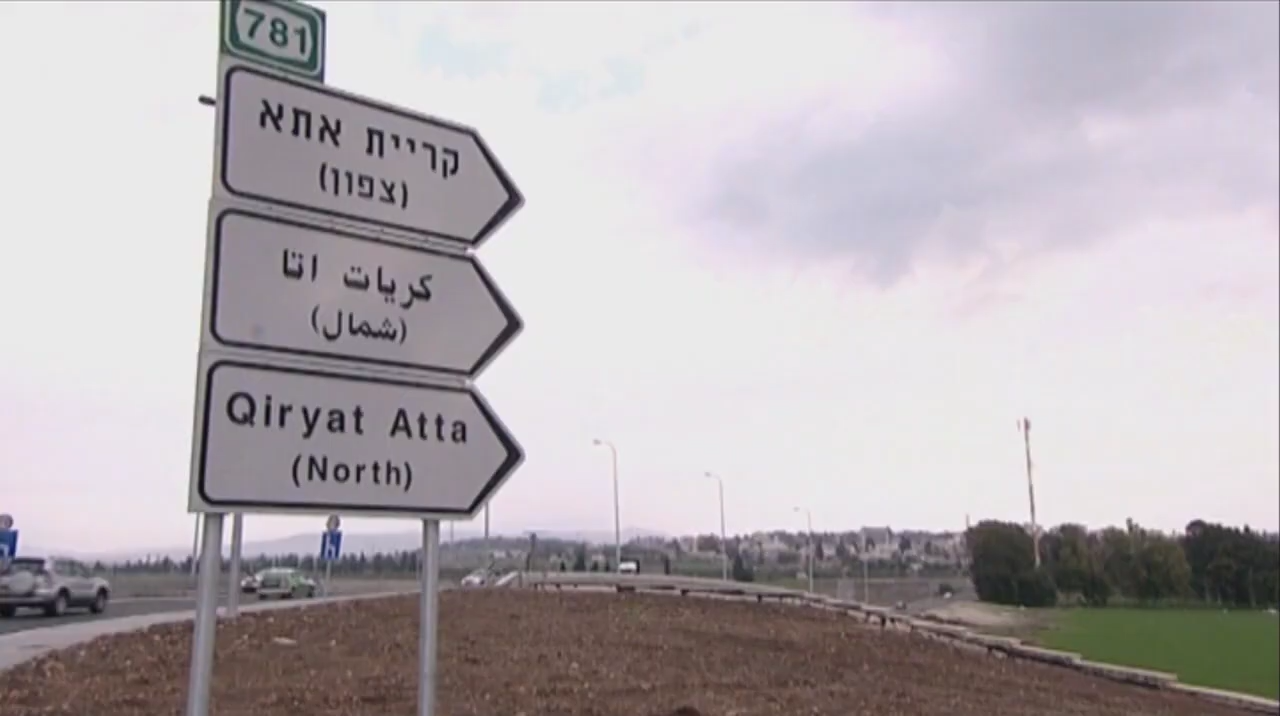 781
קריית אתא
(צפון)
كريات اتا
(شمال)
Qiryat Atta
(North)